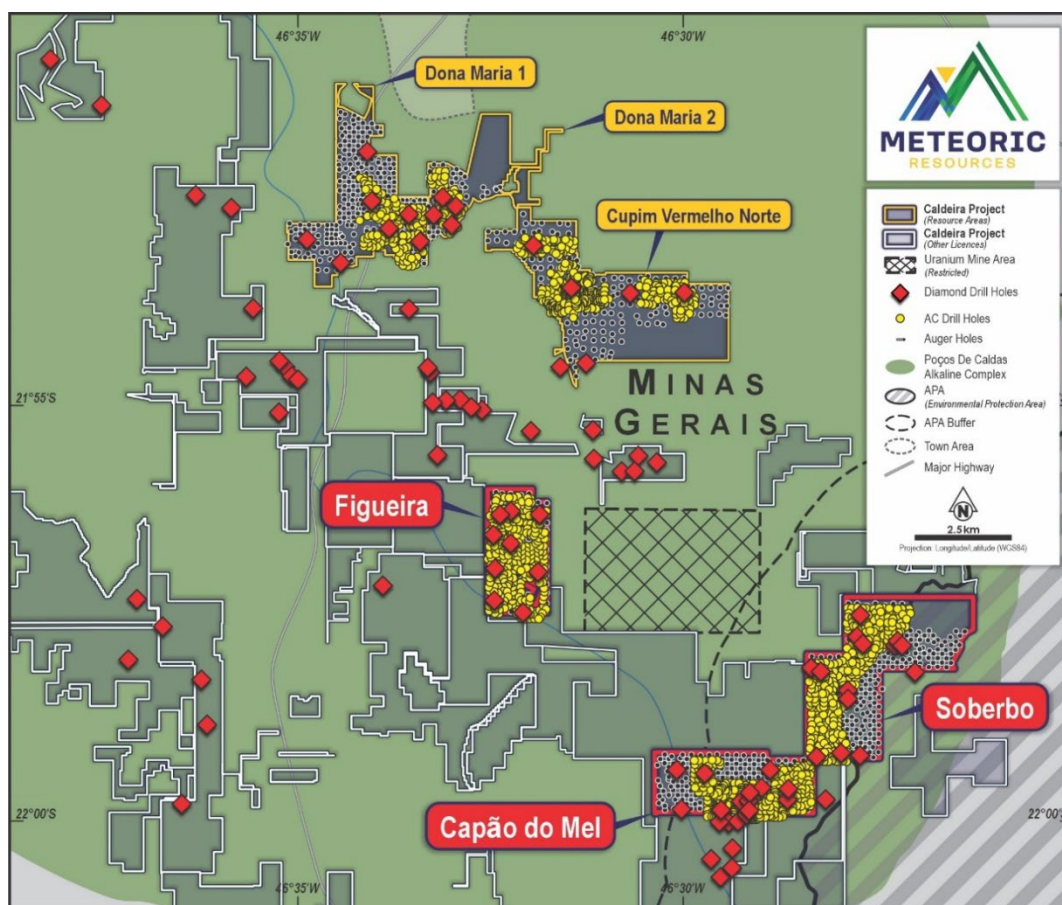 46°35'W
46°30'W
Dona Maria 1
Dona Maria 2
Cupim Vermelho Norte
METEORIC
RESOURCES
Caldeira Project
(Resource Areas)
Caldeira Project
(Other Licences)
Uranium Mine Area
(Restricted)
Diamond Drill Holes
AC Drill Holes
Auger Holes
Poços De Caldas
Alkaline Complex
APA
(Environmental Protection Area)
APA Buffer
Town Area
Major Highway
N
2.5km
Projection: Longitude/Latitude (WGS84)
21°55'S
MINAS
GERAIS
Figueira
Soberbo
Capão do Mel
22°00'S
22°00'S
46°35'W
46°30'W